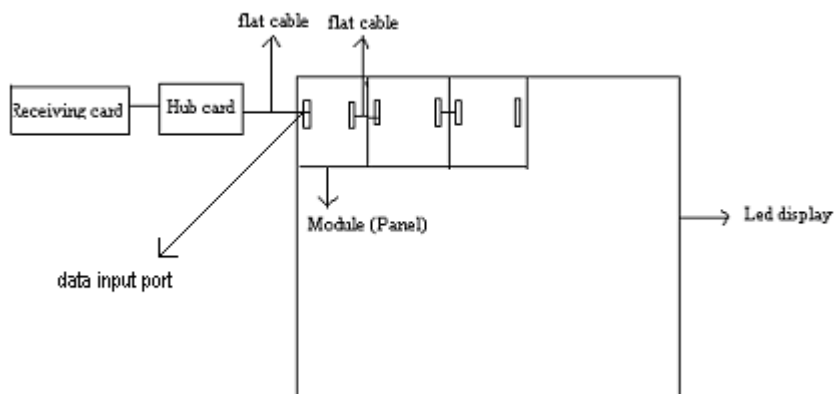 flat cable
flat cable
Receiving card
Hub card
Module (Panel)
Led display
data input port